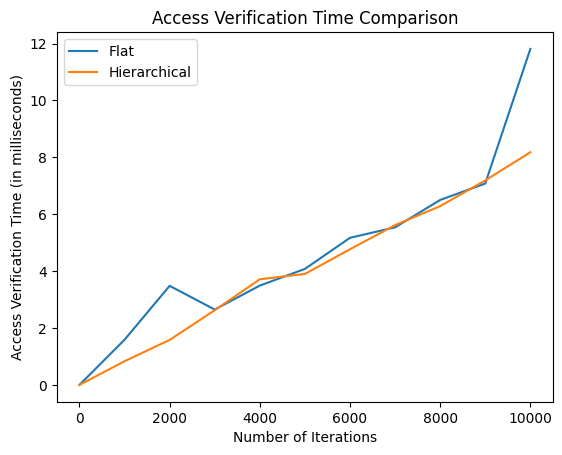 Access Verification Time Comparison
Flat
Hierarchical
Access Verification Time (in milliseconds)
12
10
8
6
4
2
0
0 2000 4000 6000 8000 10000
Number of Iterations